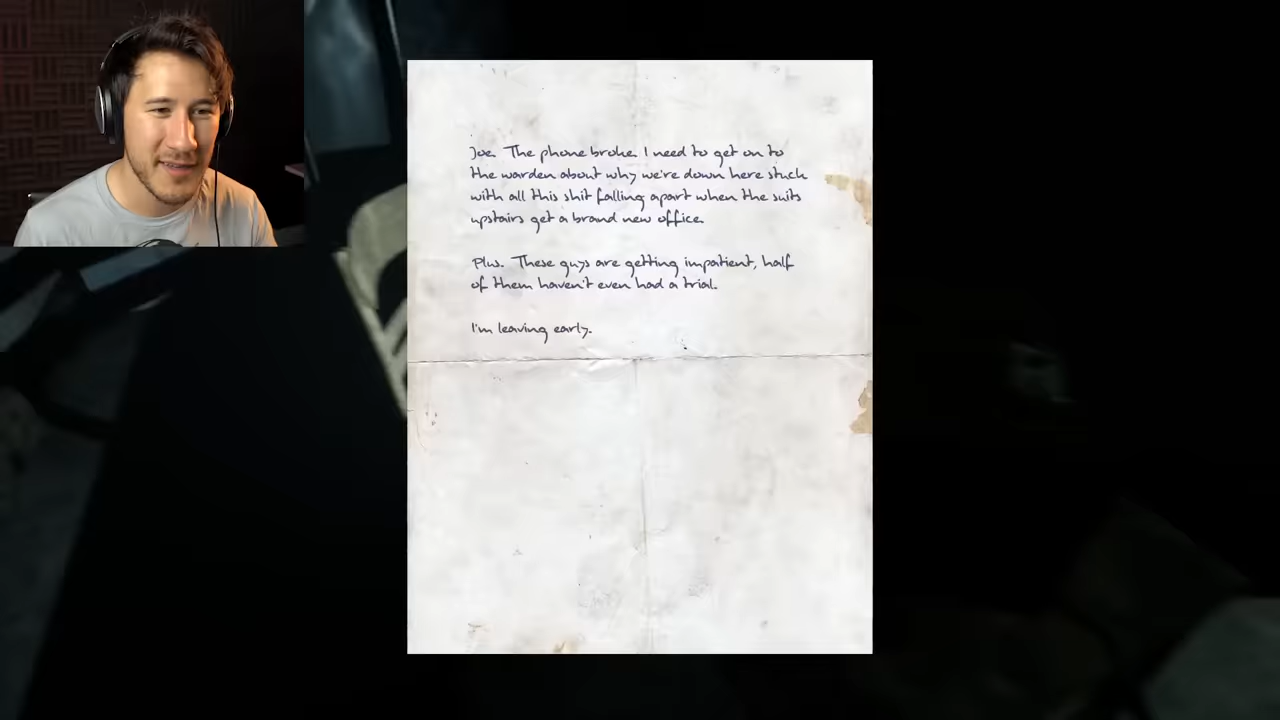 Joe. The phone broke. I need to get on to
the warden about why we're down here stuck
with all this shit falling apart when the suits
upstairs get a brand new office.
Plus. These guys are getting impatient, half
of them haven't even had a trial.
I'm leaving early.